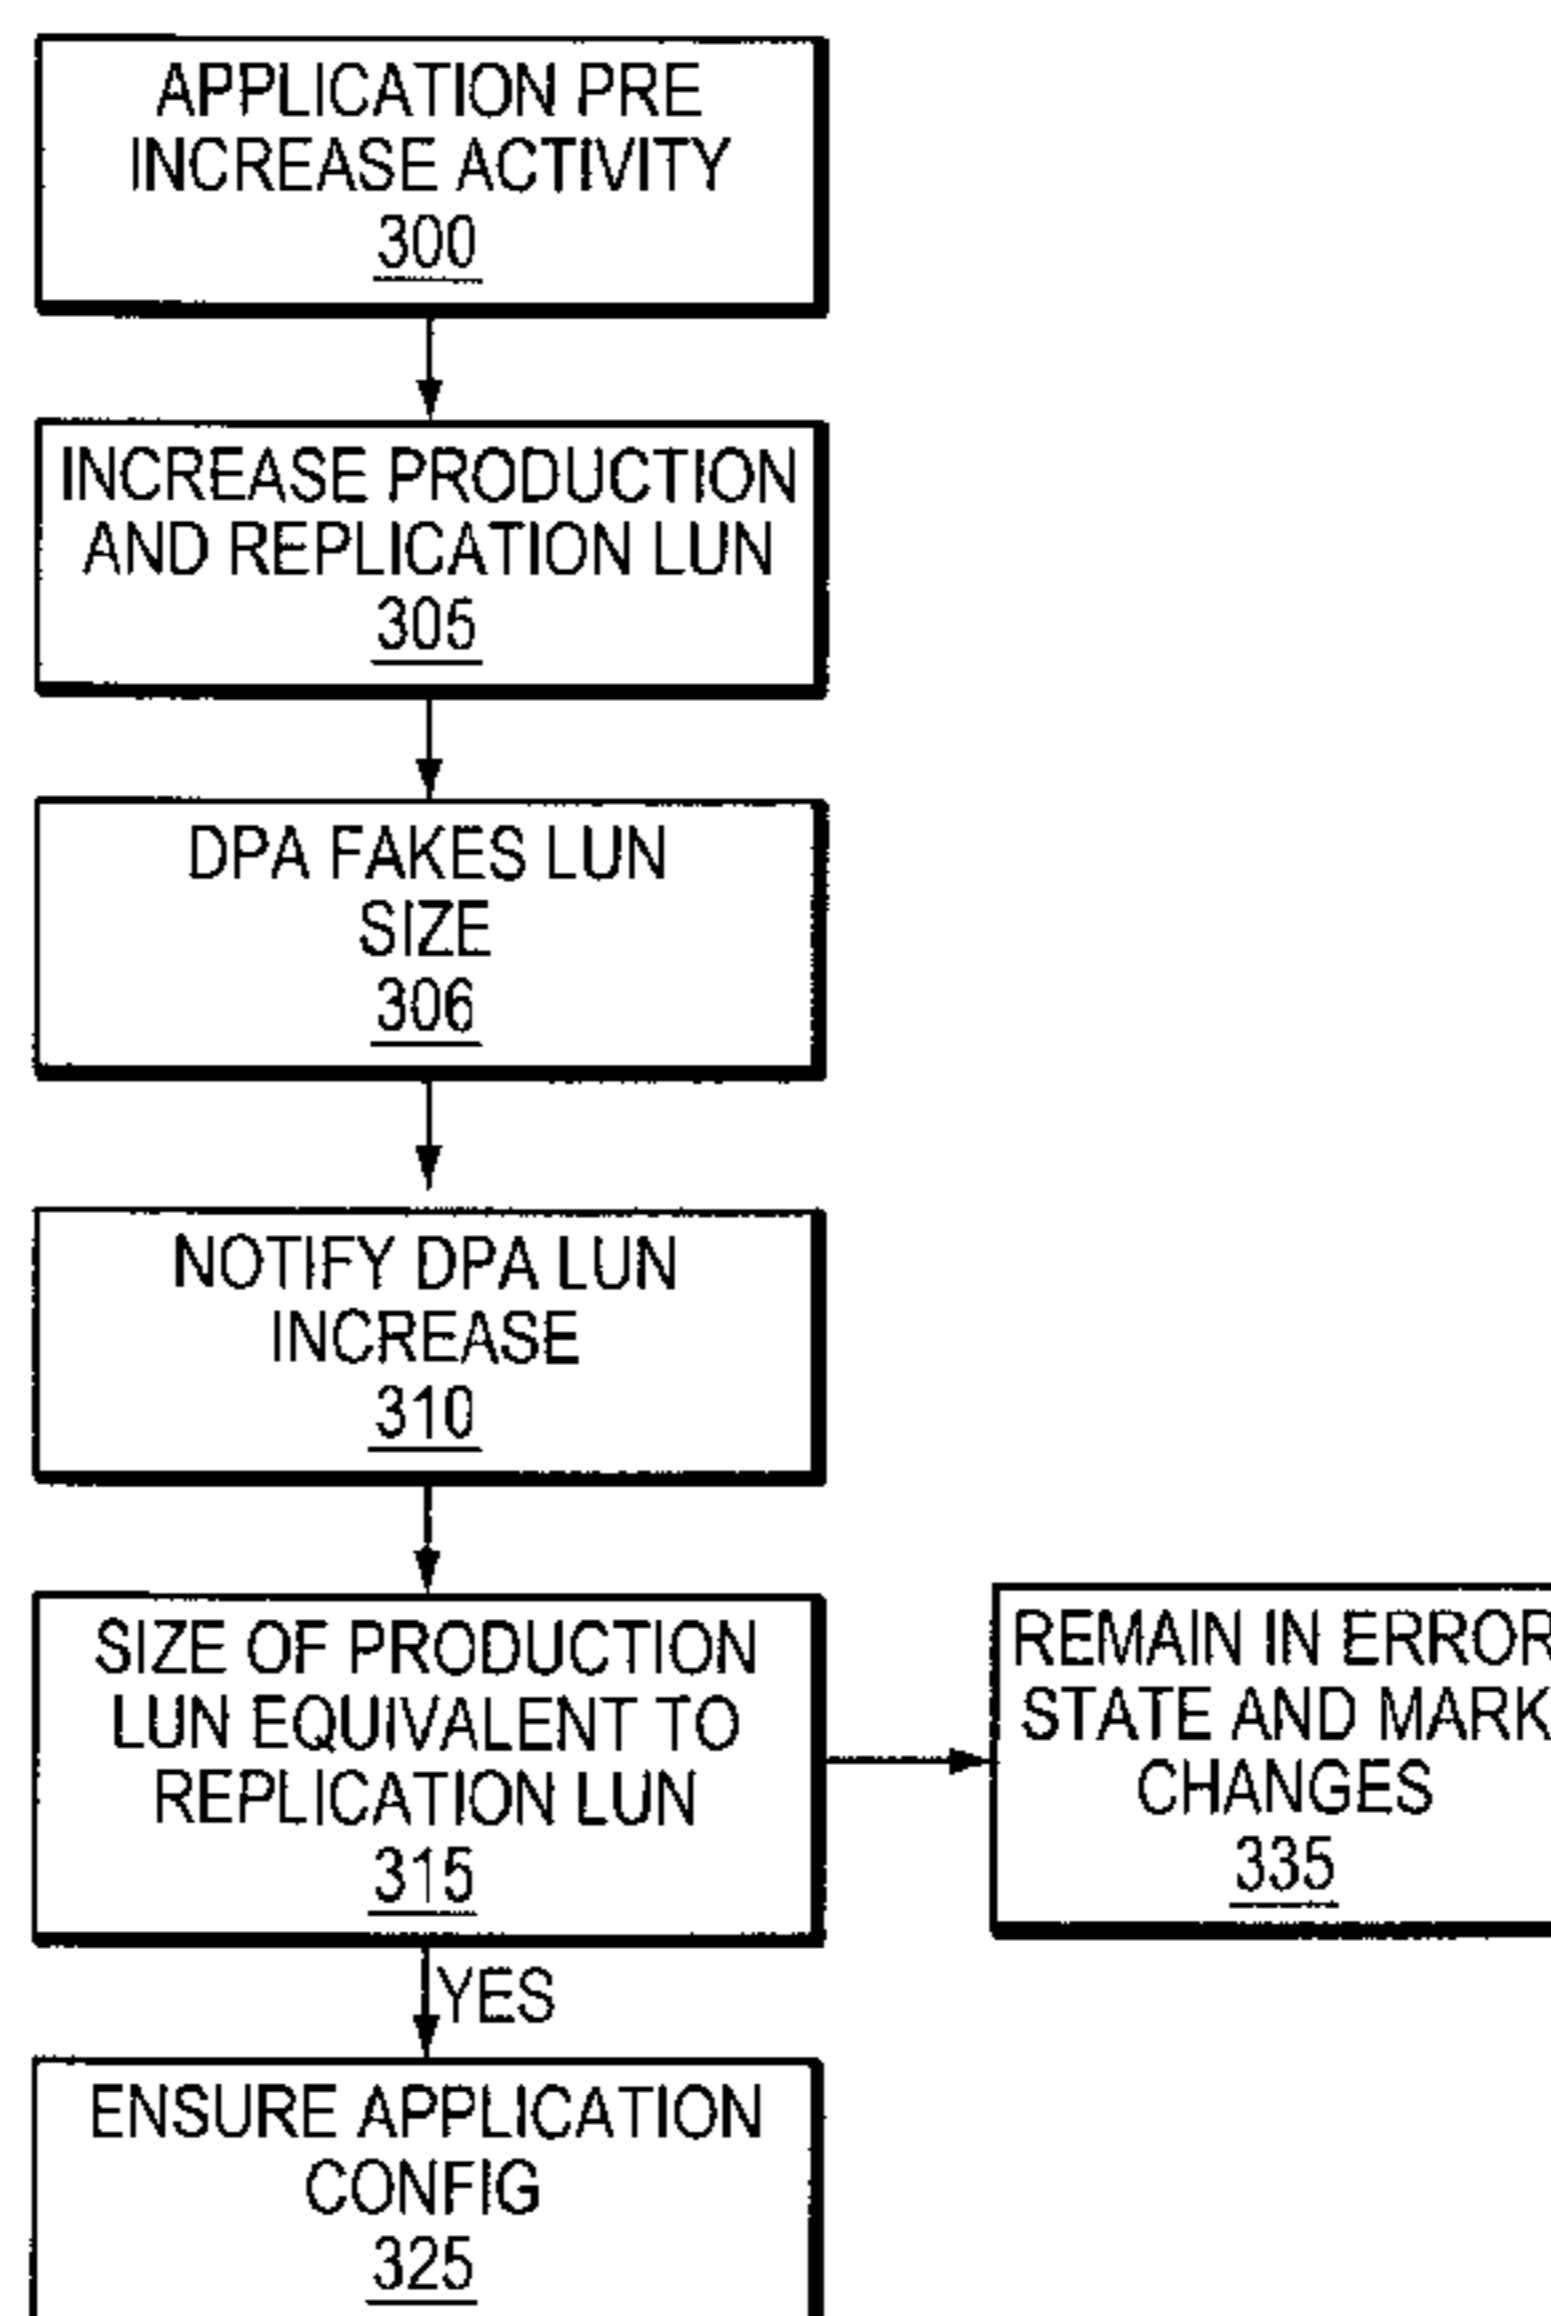 APPLICATION PRE
INCREASE ACTIVITY
300
INCREASE PRODUCTION
AND REPLICATION LUN
305
DPA FAKES LUN
SIZE
306
NOTIFY DPA LUN
INCREASE
310
SIZE OF PRODUCTION
LUN EQUIVALENT TO
REPLICATION LUN
315
REMAIN IN ERROR
STATE AND MARK
CHANGES
335
YES
ENSURE APPLICATION
CONFIG
325